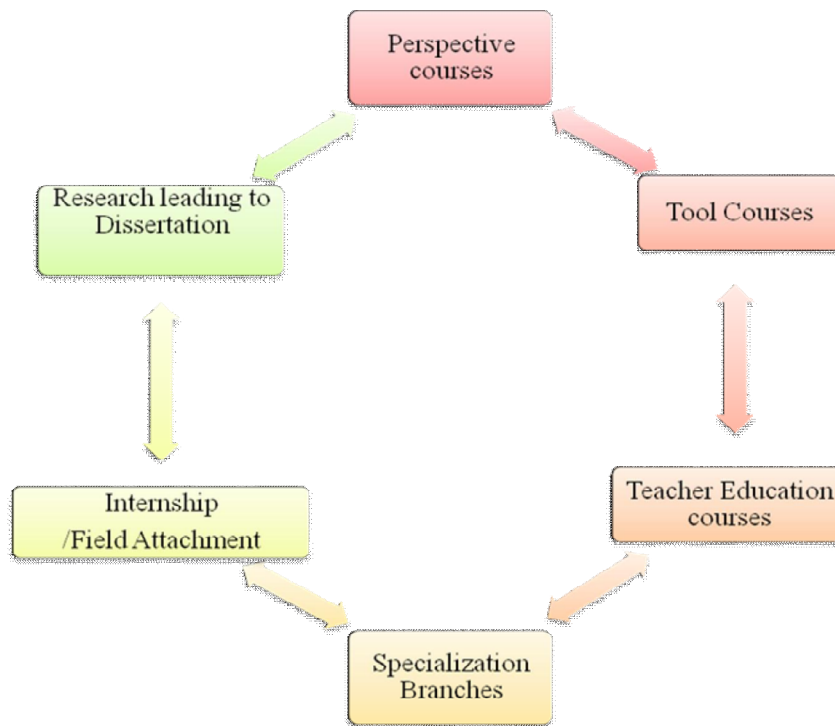 Perspective
courses
Tool Courses
Teacher Education
courses
Specialization
Branches
Internship
/Field Attachment
Research leading to
Dissertation